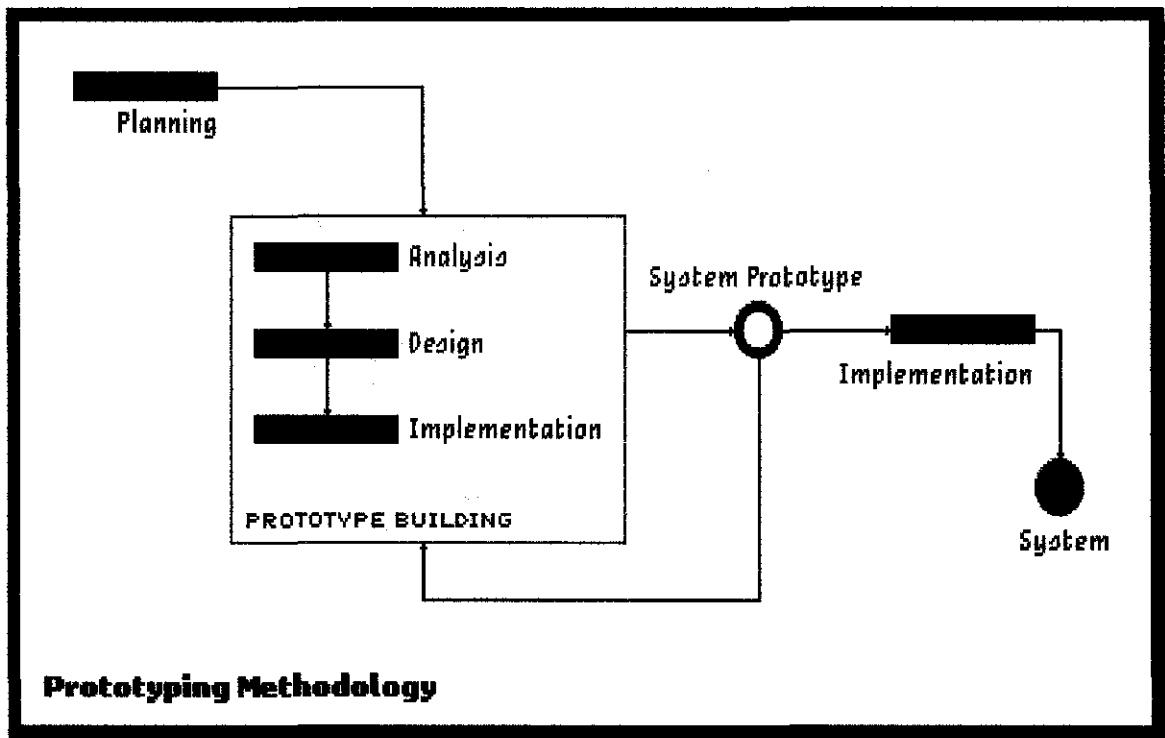 Planning
Analysis
System Prototype
Design
Implementation
Implementation
PROTOTYPE BUILDING
System
Prototyping Methodology